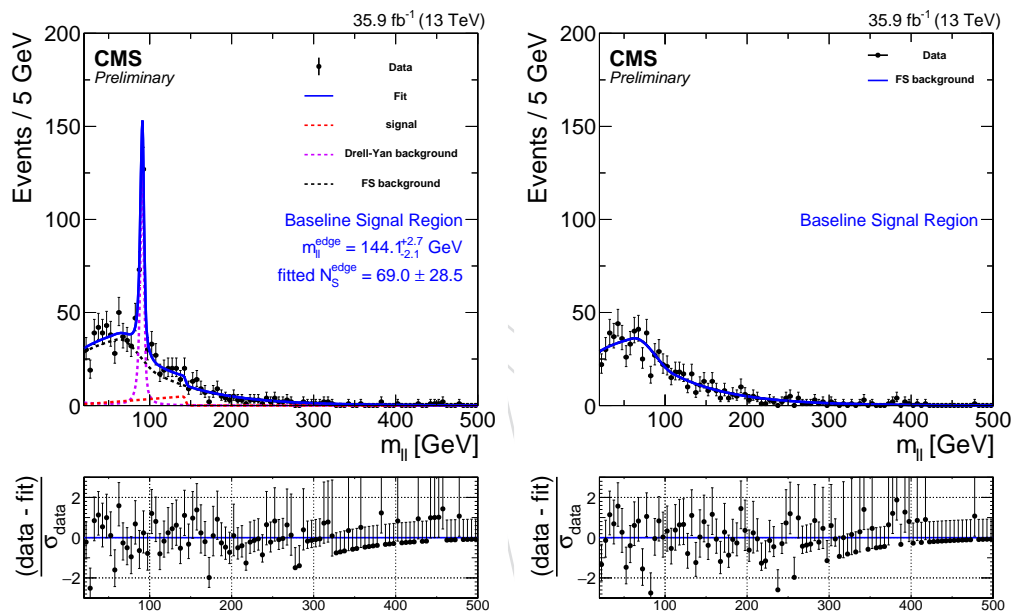 35.9 fb⁻¹ (13 TeV)
Events / 5 GeV
200
150
100
50
0
CMS
Preliminary
Data
Fit
signal
Drell-Yan background
FS background
Baseline Signal Region
m_ll^edge = 144.1 +2.7 -2.1 GeV
fitted N_S^edge = 69.0 ± 28.5
100 200 300 400 500
m_ll [GeV]
(data - fit)
σ_data
2
0
−2
100 200 300 400 500
35.9 fb⁻¹ (13 TeV)
Events / 5 GeV
200
150
100
50
0
CMS
Preliminary
Data
FS background
Baseline Signal Region
100 200 300 400 500
m_ll [GeV]
(data - fit)
σ_data
2
0
−2
100 200 300 400 500